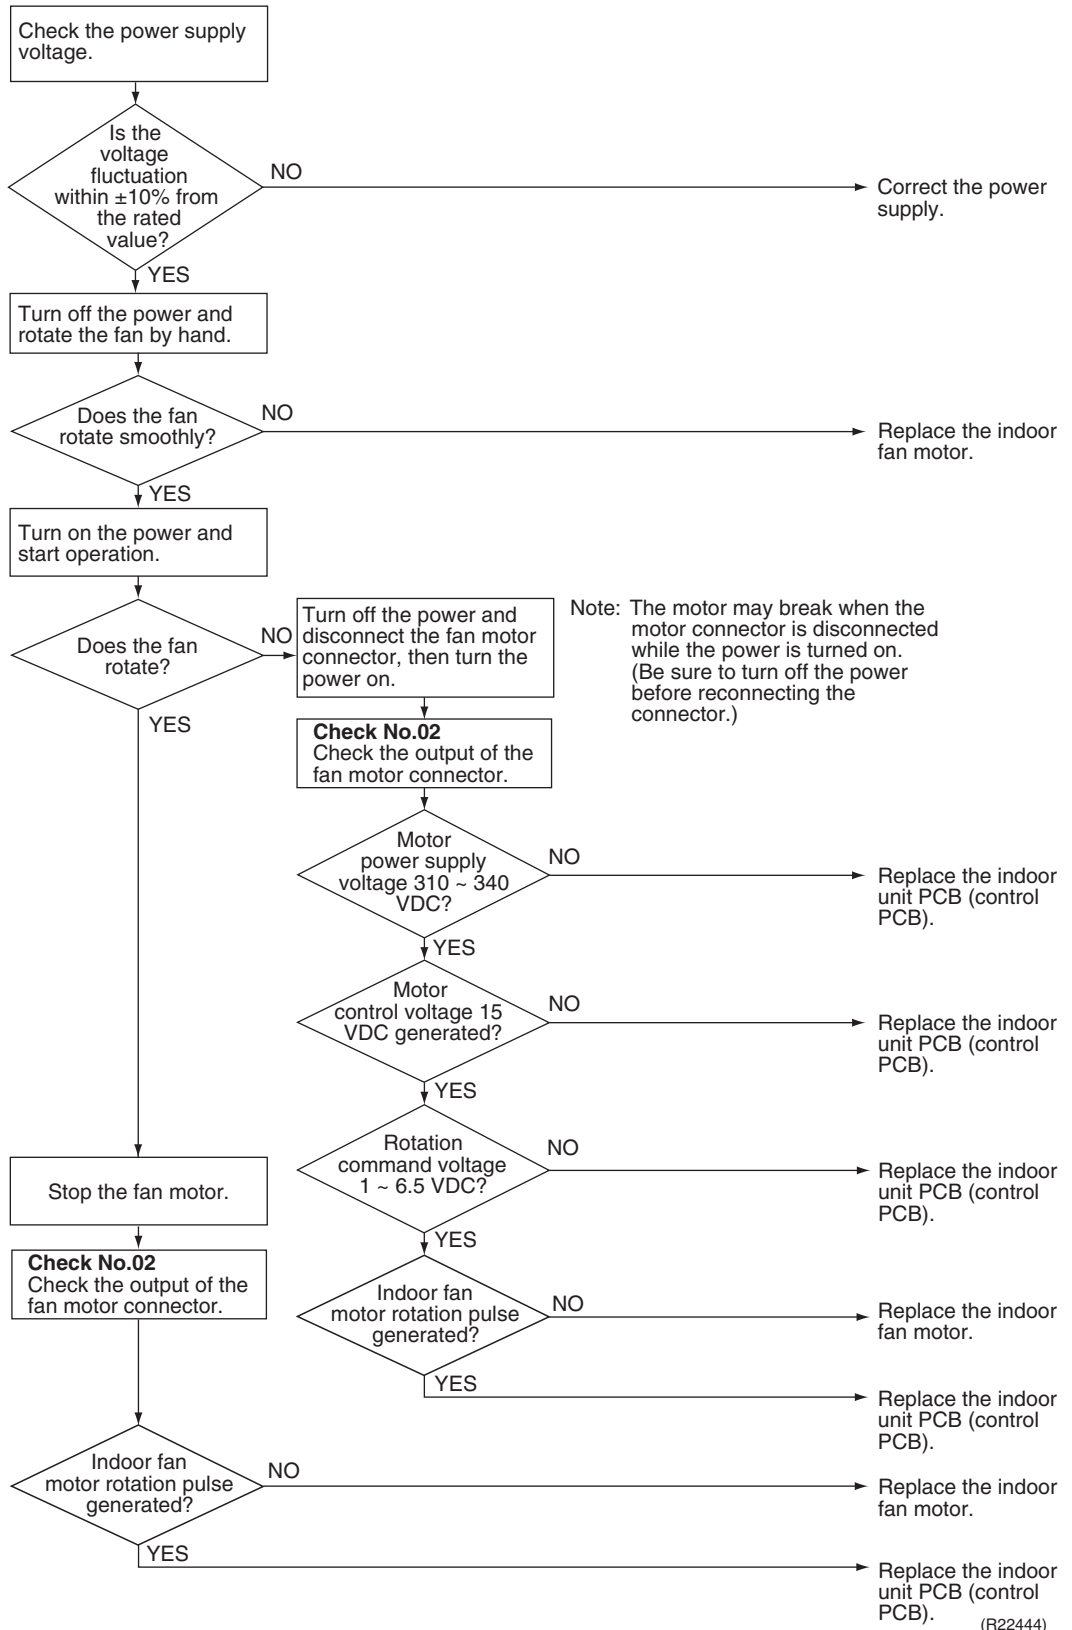 Check the power supply
voltage.
Is the
voltage
fluctuation
within ±10% from
the rated
value?
NO
Correct the power
supply.
YES
Turn off the power and
rotate the fan by hand.
Does the fan
rotate smoothly?
NO
Replace the indoor
fan motor.
YES
Turn on the power and
start operation.
Does the fan
rotate?
NO
Turn off the power and
disconnect the fan motor
connector, then turn the
power on.
Note: The motor may break when the
motor connector is disconnected
while the power is turned on.
(Be sure to turn off the power
before reconnecting the
connector.)
YES
Check No.02
Check the output of the
fan motor connector.
Motor
power supply
voltage 310 ~ 340
VDC?
NO
Replace the indoor
unit PCB (control
PCB).
YES
Motor
control voltage 15
VDC generated?
NO
Replace the indoor
unit PCB (control
PCB).
YES
Rotation
command voltage
1 ~ 6.5 VDC?
NO
Replace the indoor
unit PCB (control
PCB).
YES
Stop the fan motor.
Check No.02
Check the output of the
fan motor connector.
Indoor fan
motor rotation pulse
generated?
NO
Replace the indoor
fan motor.
YES
Replace the indoor
unit PCB (control
PCB).
Indoor fan
motor rotation pulse
generated?
NO
Replace the indoor
fan motor.
YES
Replace the indoor
unit PCB (control
PCB).
(R22444)